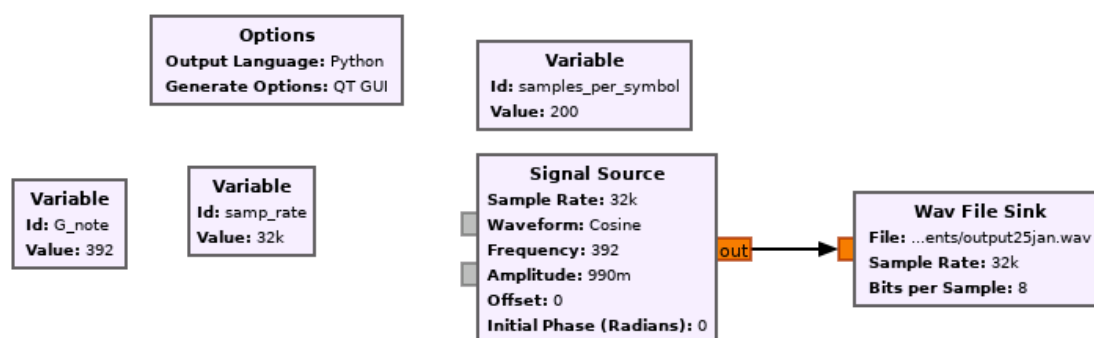 Options
Output Language: Python
Generate Options: QT GUI
Variable
Id: samples_per_symbol
Value: 200
Variable
Id: G_note
Value: 392
Variable
Id: samp_rate
Value: 32k
Signal Source
Sample Rate: 32k
Waveform: Cosine
Frequency: 392
Amplitude: 990m
Offset: 0
Initial Phase (Radians): 0
out
Wav File Sink
File: ...ents/output25jan.wav
Sample Rate: 32k
Bits per Sample: 8